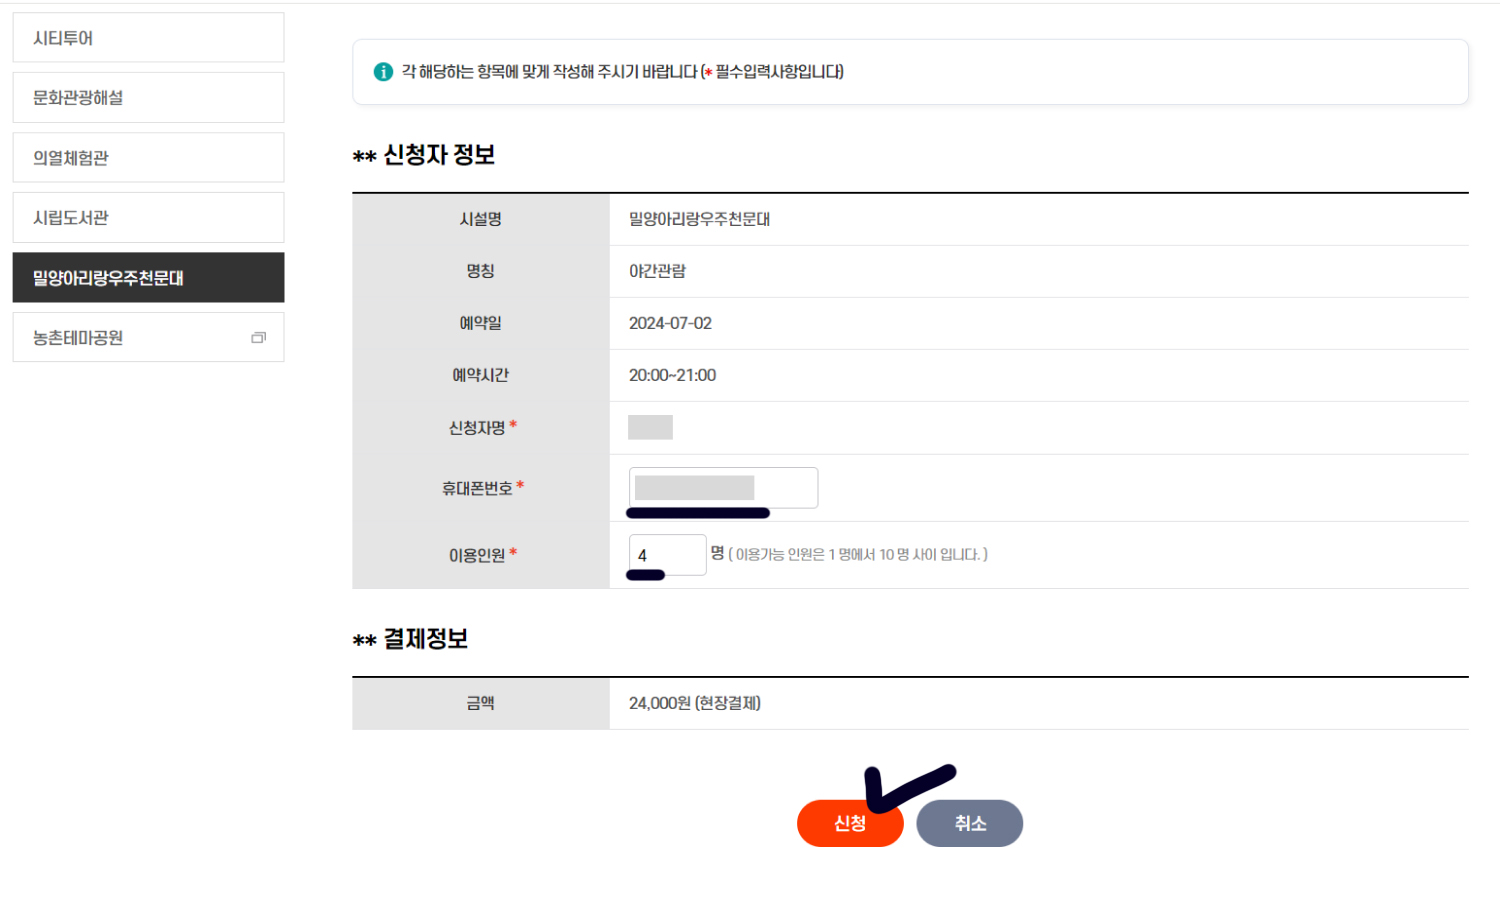 시티투어
문화관광해설
의열체험관
시립도서관
밀양아리랑우주천문대
농촌테마공원
각 해당하는 항목에 맞게 작성해 주시기 바랍니다 (* 필수입력사항입니다)
** 신청자 정보
시설명 밀양아리랑우주천문대
명칭 야간관람
예약일 2024-07-02
예약시간 20:00~21:00
신청자명 *
휴대폰번호 *
이용인원 * 4 명 ( 이용가능 인원은 1 명에서 10 명 사이 입니다. )
** 결제정보
금액 24,000원 (현장결제)
신청 취소